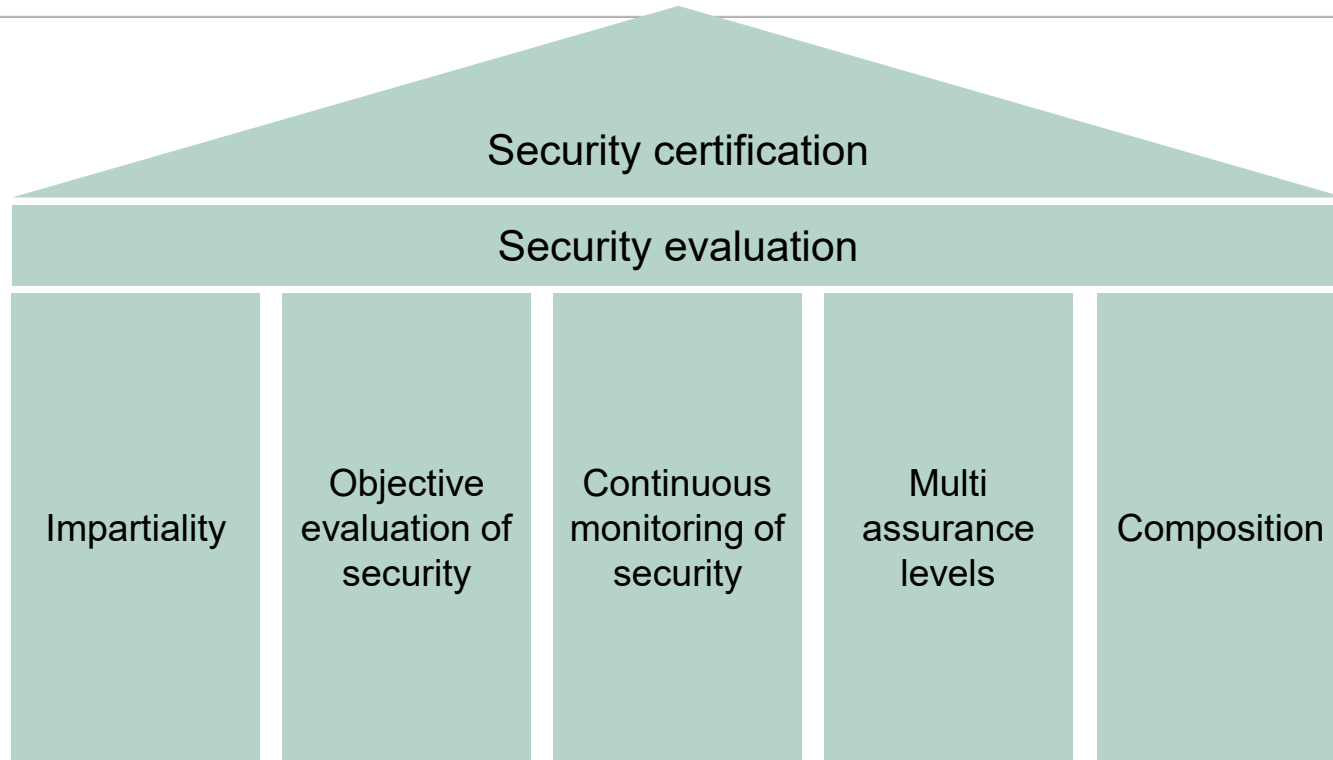 Security certification
Security evaluation
Impartiality
Objective
evaluation of
security
Continuous
monitoring of
security
Multi
assurance
levels
Composition